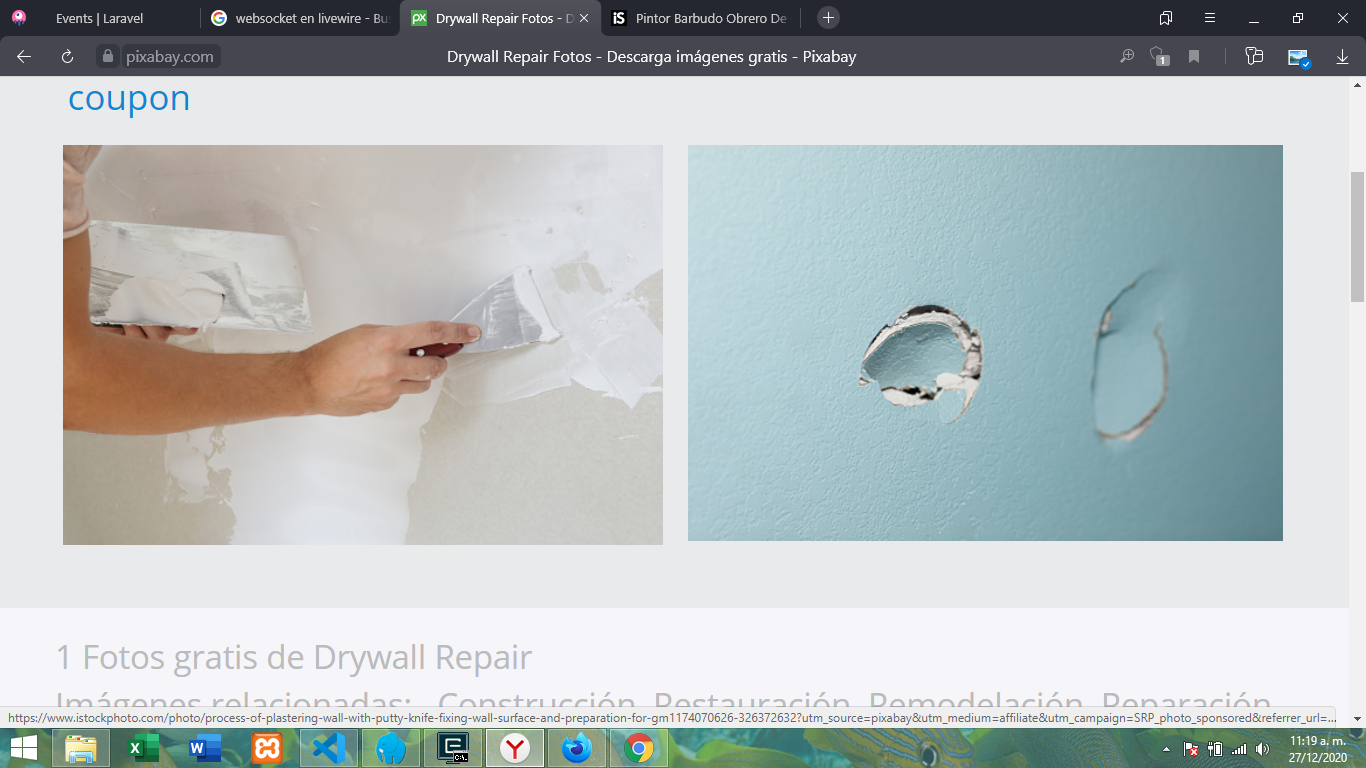 Events | Laravel
websocket en livewire - Bus
Drywall Repair Fotos - D
Pintor Barbudo Obrero De
pixabay.com
Drywall Repair Fotos - Descarga imágenes gratis - Pixabay
1
coupon
1 Fotos gratis de Drywall Repair
Imágenes relacionadas: Construcción Restauración Remodelación Reparación
https://www.istockphoto.com/photo/process-of-plastering-wall-with-putty-knife-fixing-wall-surface-and-preparation-for-gm1174070626-326372632?utm_source=pixabay&utm_medium=affiliate&utm_campaign=SRP_photo_sponsored&referrer_url=...
11:19 a. m.
27/12/2020